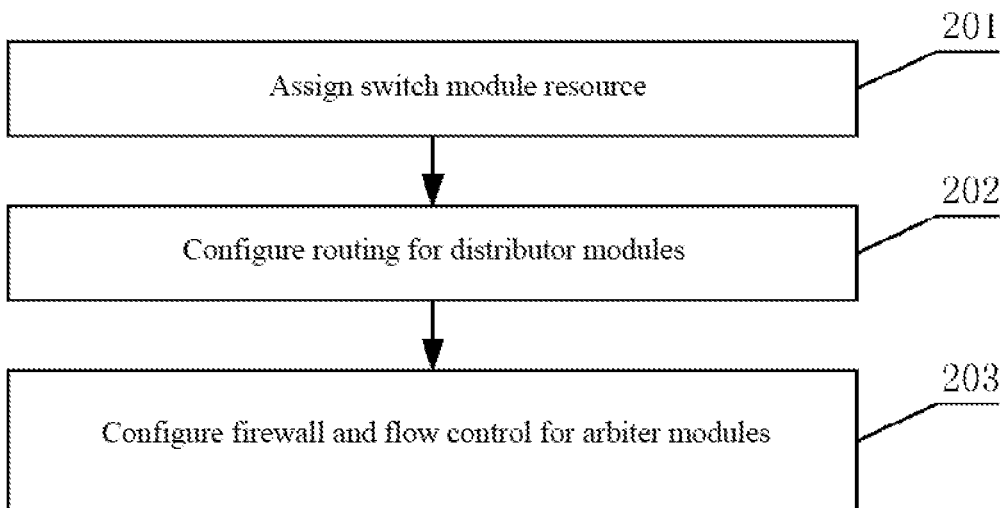 201
Assign switch module resource
202
Configure routing for distributor modules
203
Configure firewall and flow control for arbiter modules